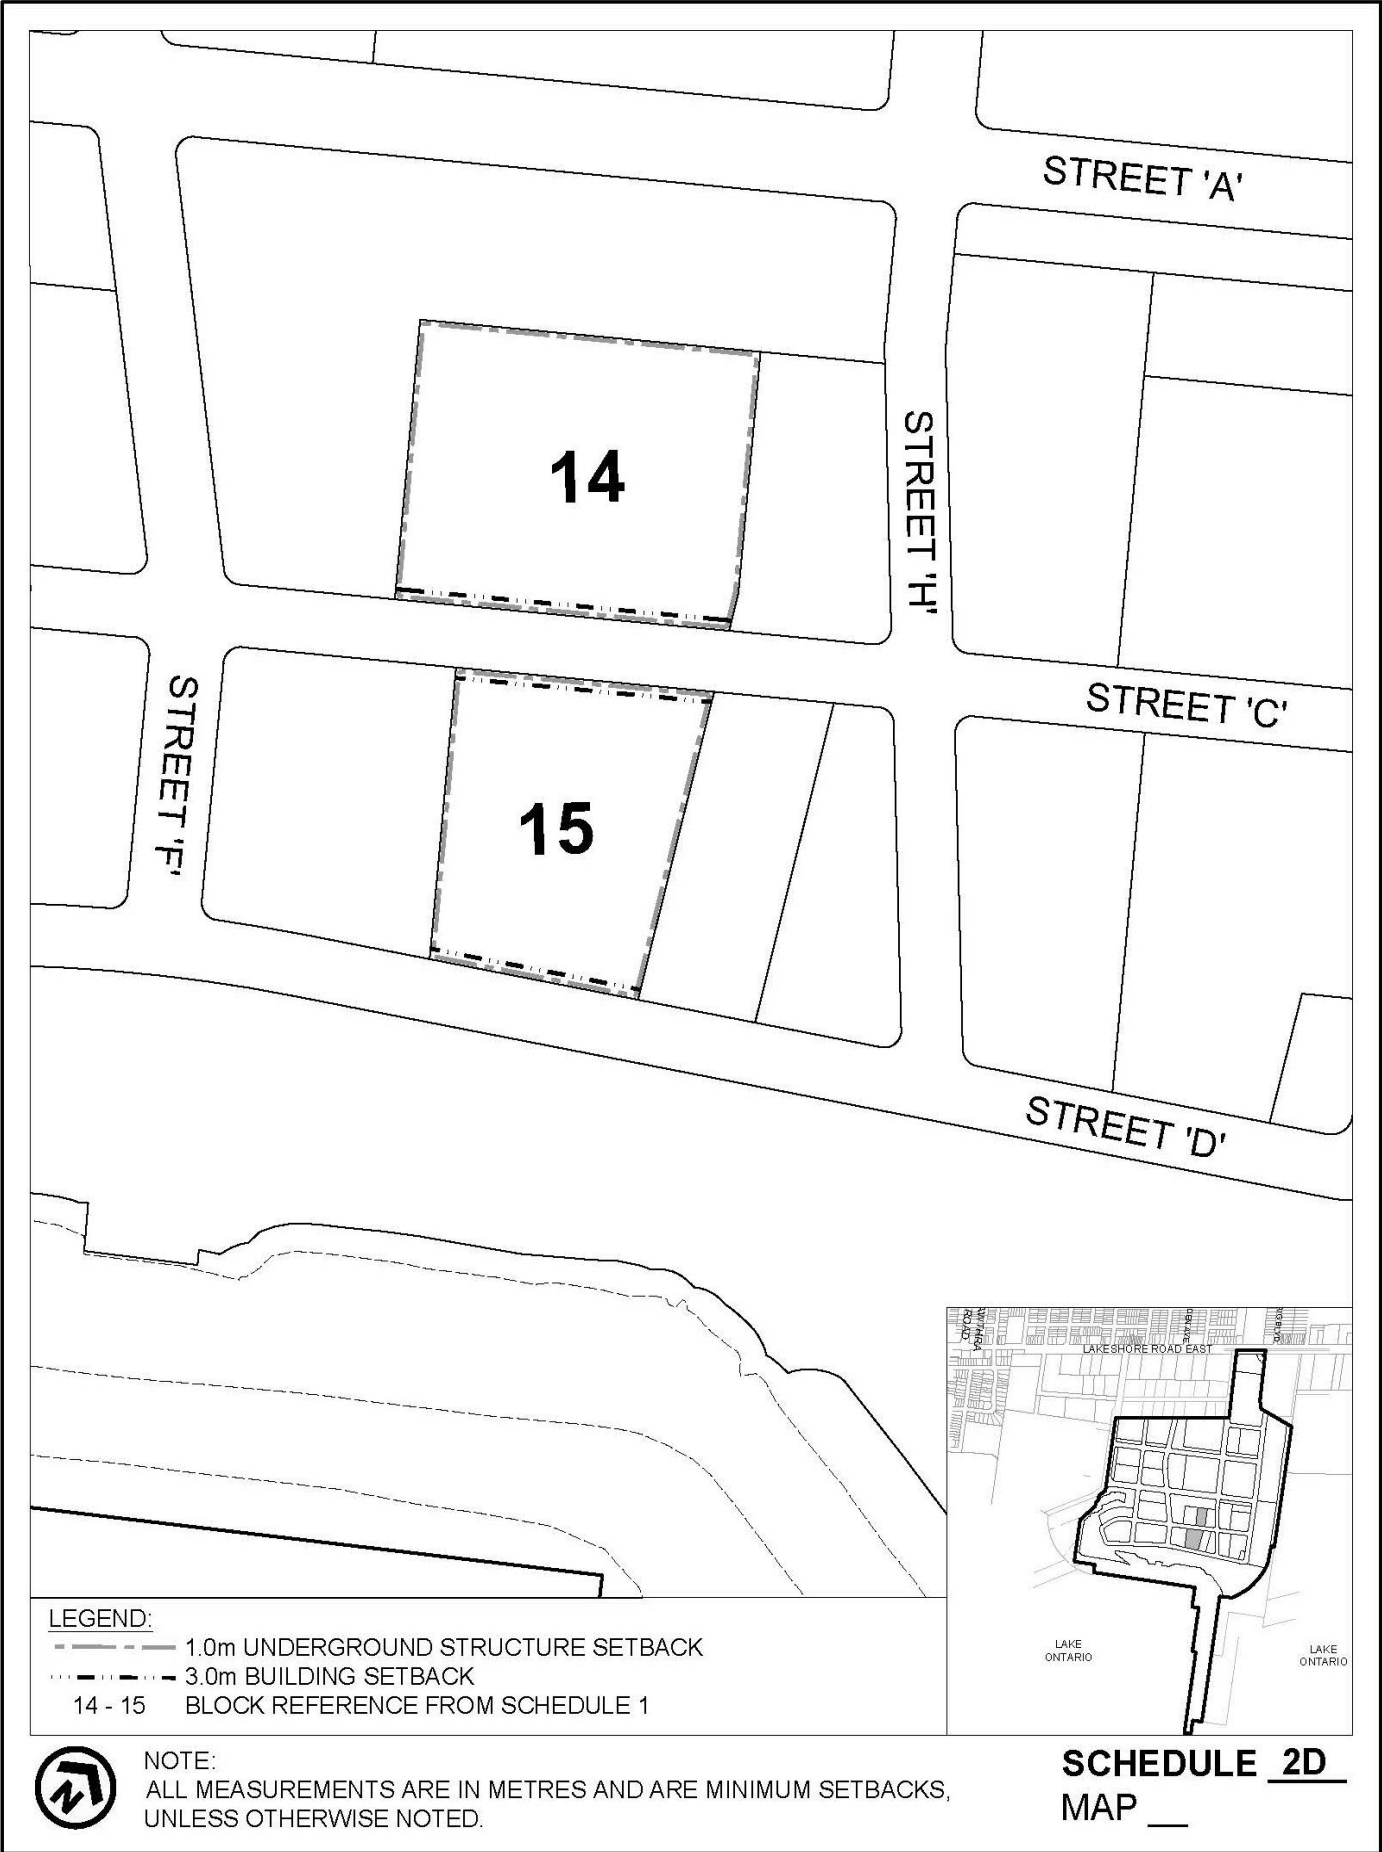 STREET 'A'
14
STREET 'H'
STREET 'C'
STREET 'F'
15
STREET 'D'
ROAD
LAKESHORE ROAD EAST
LAKE
ONTARIO
LAKE
ONTARIO
LEGEND:
1.0m UNDERGROUND STRUCTURE SETBACK
3.0m BUILDING SETBACK
14 - 15 BLOCK REFERENCE FROM SCHEDULE 1
N
NOTE:
ALL MEASUREMENTS ARE IN METRES AND ARE MINIMUM SETBACKS,
UNLESS OTHERWISE NOTED.
SCHEDULE 2D
MAP __